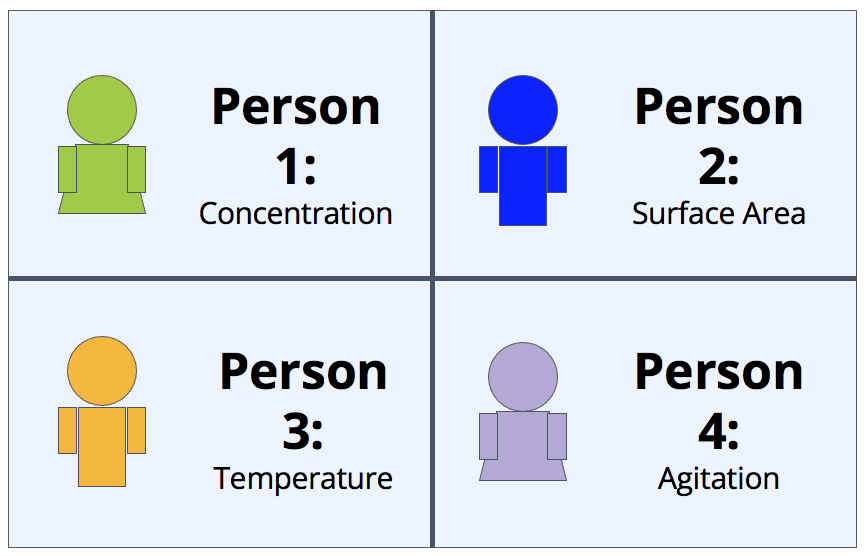 Person
1:
Concentration
Person
2:
Surface Area
Person
3:
Temperature
Person
4:
Agitation